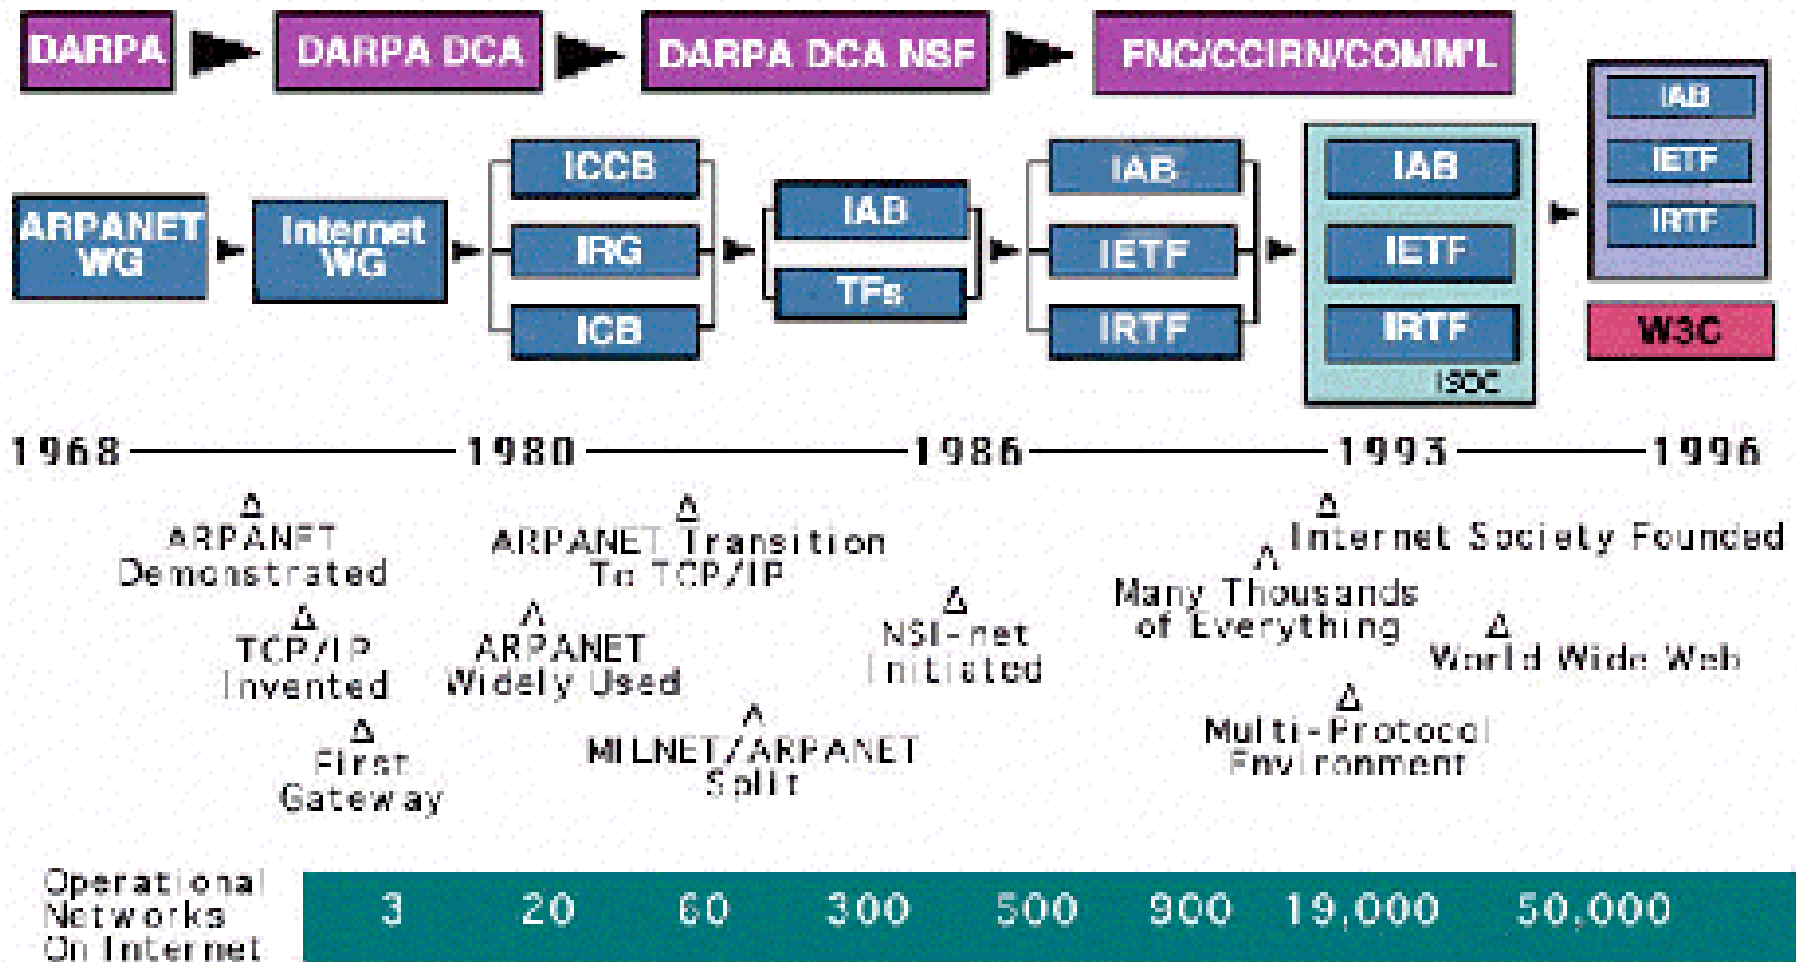 DARPA
DARPA DCA
DARPA DCA NSF
FNC/CCIRN/COMM'L
ARPANET
WG
Internet
WG
ICCB
IRG
ICB
IAB
TFs
IAB
IETF
IRTF
IAB
IETF
IRTF
ISOC
IAB
IETF
IRTF
W3C
1968
1980
1986
1993
1996
ARPANET
Demonstrated
ARPANET Transition
To TCP/IP
Internet Society Founded
TCP/IP
Invented
ARPANET
Widely Used
NSF-net
Initiated
Many Thousands
of Everything
World Wide Web
First
Gateway
MILNET/ARPANET
Split
Multi-Protocol
Environment
Operational
Networks
On Internet
3
20
60
300
500
900
19,000
50,000